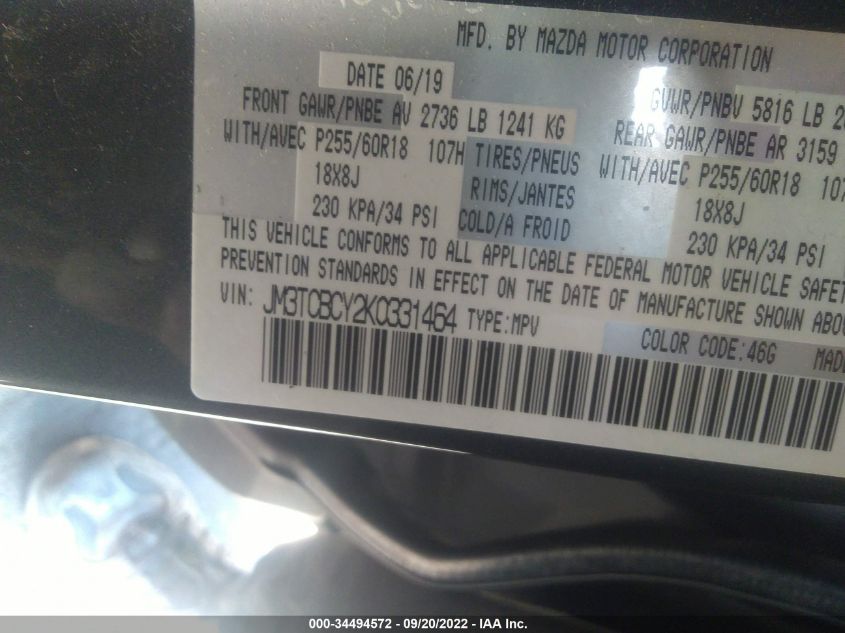 MFD. BY MAZDA MOTOR CORPORATION
DATE 06/19
GVWR/PNBV 5816 LB
FRONT GAWR/PNBE AV 2736 LB 1241 KG
REAR GAWR/PNBE AR 3159
WITH/AVEC P255/60R18 107H TIRES/PNEUS WITH/AVEC P255/60R18 107
18X8J RIMS/JANTES 18X8J
230 KPA/34 PSI COLD/A FROID 230 KPA/34 PSI
THIS VEHICLE CONFORMS TO ALL APPLICABLE FEDERAL MOTOR VEHICLE SAFET
PREVENTION STANDARDS IN EFFECT ON THE DATE OF MANUFACTURE SHOWN ABO
VIN: JM3TCBCY2K0331464 TYPE:MPV
COLOR CODE:46G MADE
000-34494572 / 09/20/2022 - IAA Inc.